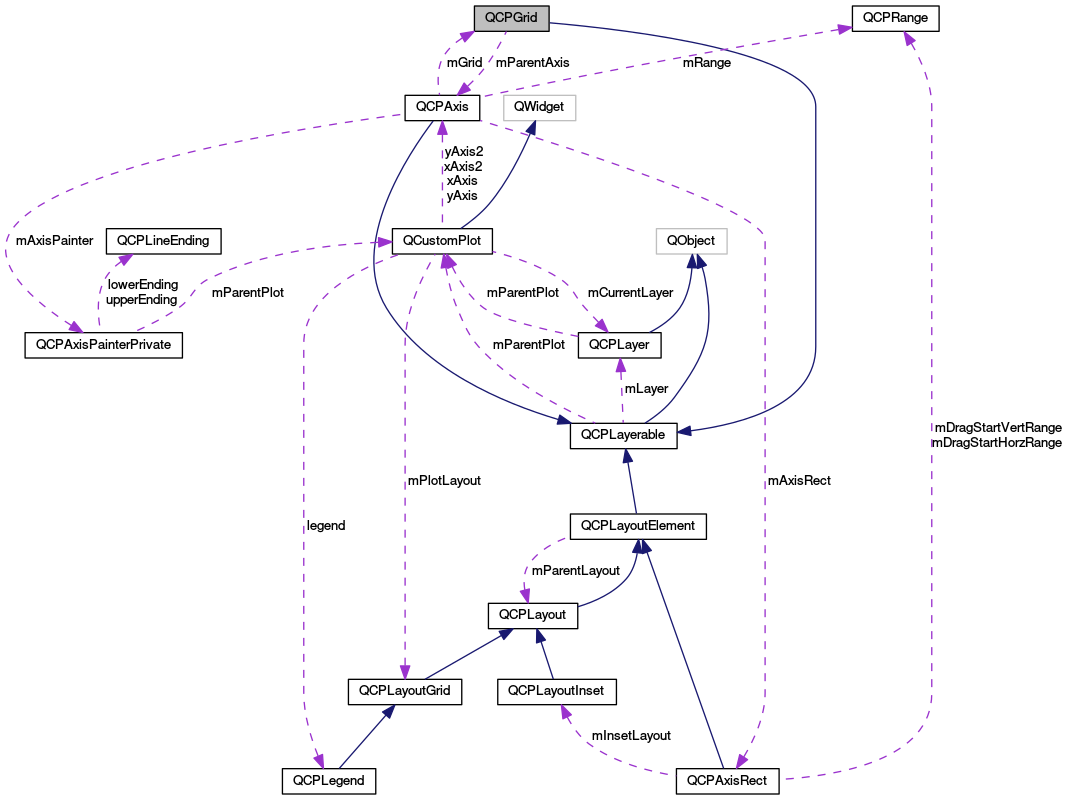 QCPGrid
QCPRange
mGrid
mParentAxis
mRange
QCPAxis
QWidget
yAxis2
xAxis2
xAxis
yAxis
mAxisPainter
QCPLineEnding
QCustomPlot
QObject
lowerEnding
upperEnding
mParentPlot
mParentPlot
mCurrentLayer
QCPAxisPainterPrivate
mParentPlot
QCPLayer
mLayer
QCPLayerable
mDragStartVertRange
mDragStartHorzRange
mPlotLayout
mAxisRect
legend
QCPLayoutElement
mParentLayout
QCPLayout
QCPLayoutGrid
QCPLayoutInset
mInsetLayout
QCPLegend
QCPAxisRect